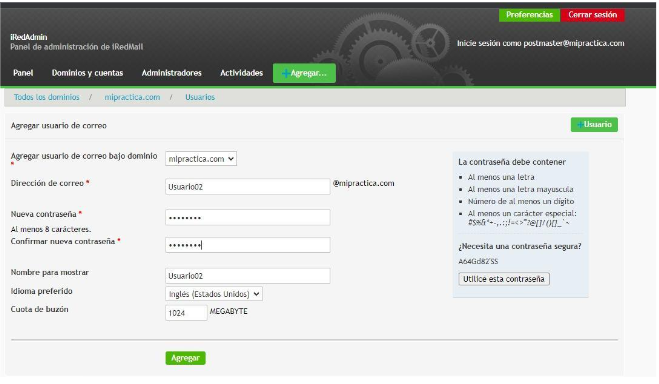 Preferencias Cerrar sesión
iRedAdmin
Panel de administración de iRedMail
Inicie sesión como postmaster@mipractica.com
Panel Dominios y cuentas Administradores Actividades +Agregar...
Todos los dominios / mipractica.com / Usuarios
Agregar usuario de correo
+Usuario
Agregar usuario de correo bajo dominio * mipractica.com
Dirección de correo * Usuario02 @mipractica.com
Nueva contraseña * ••••••••
Al menos 8 carácteres.
Confirmar nueva contraseña * ••••••••
Nombre para mostrar Usuario02
Idioma preferido Inglés (Estados Unidos)
Cuota de buzón 1024 MEGABYTE
Agregar
La contraseña debe contener
Al menos una letra
Al menos una letra mayuscula
Número de al menos un dígito
Al menos un carácter especial:
¿Necesita una contraseña segura?
Utilice esta contraseña